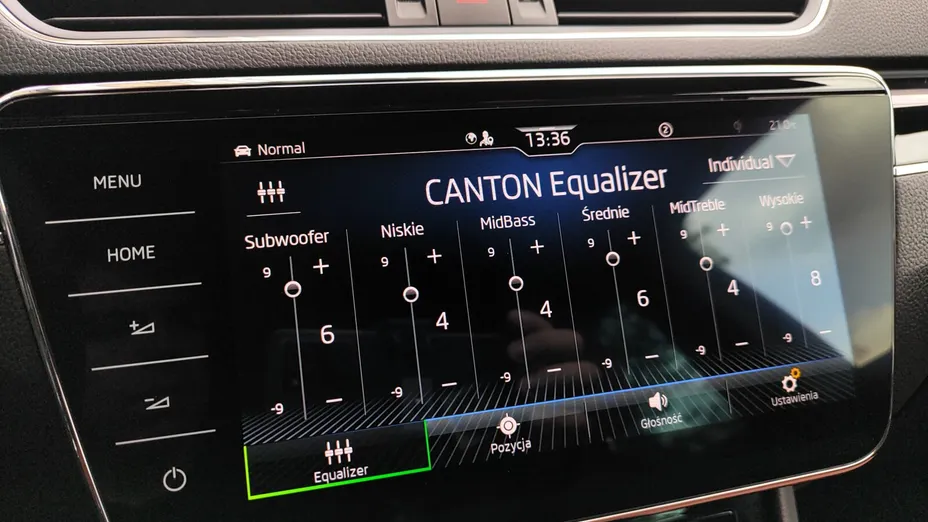 Normal
13:36
2
MENU
HOME
CANTON Equalizer
Individual
Subwoofer
Niskie
MidBass
Średnie
MidTreble
Wysokie
9 + 9 + 9 + 9 + 9 + 9 +
6 4 4 6 4 8
-9 − -9 − -9 − -9 − -9 − -9 −
Equalizer
Pozycja
Głośność
Ustawienia